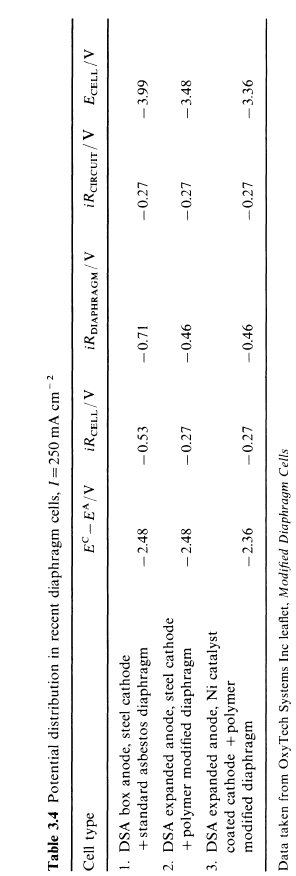 Table 3.4 Potential distribution in recent diaphragm cells, I = 250 mA cm⁻²
Cell type Eᶜ − Eᴬ/V iR_CELL/V iR_DIAPHRAGM/V iR_CIRCUIT/V E_CELL/V
1. DSA box anode, steel cathode
+ standard asbestos diaphragm −2.48 −0.53 −0.71 −0.27 −3.99
2. DSA expanded anode, steel cathode
+ polymer modified diaphragm −2.48 −0.27 −0.46 −0.27 −3.48
3. DSA expanded anode, Ni catalyst
coated cathode + polymer
modified diaphragm −2.36 −0.27 −0.46 −0.27 −3.36
Data taken from OxyTech Systems Inc leaflet, Modified Diaphragm Cells